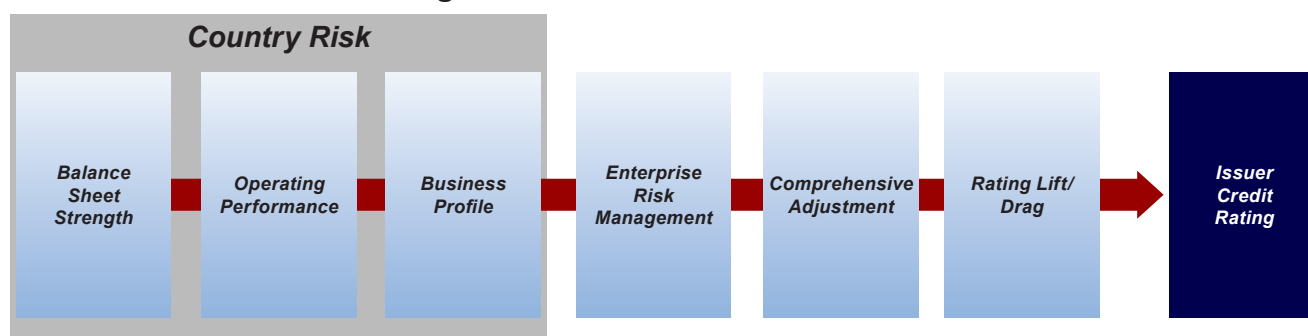 Country Risk
Balance
Sheet
Strength
Operating
Performance
Business
Profile
Enterprise
Risk
Management
Comprehensive
Adjustment
Rating Lift/
Drag
Issuer
Credit
Rating